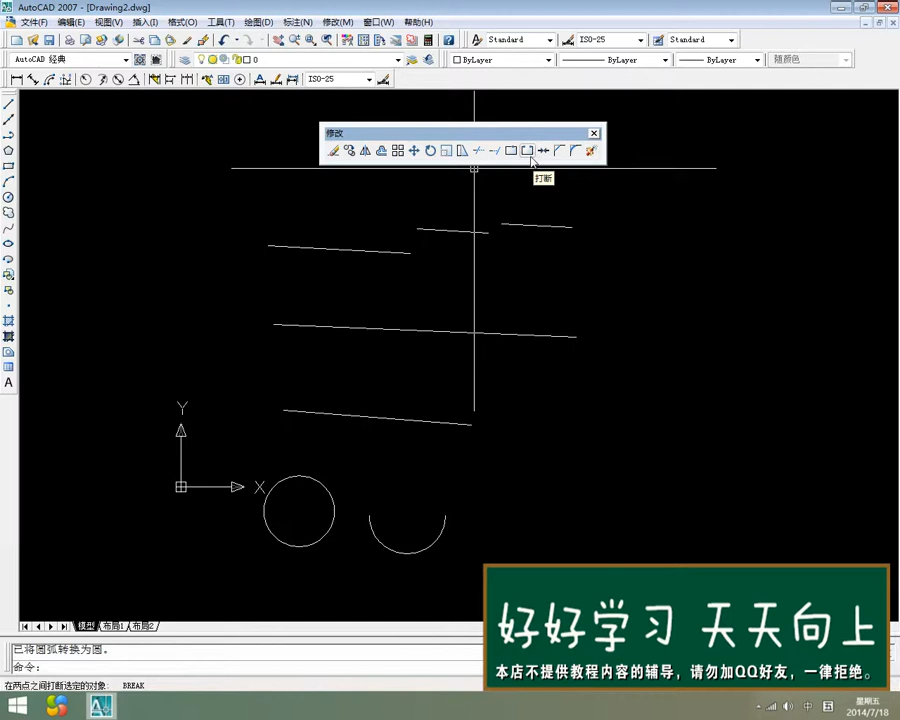 AutoCAD 2007 - [Drawing2.dwg]
文件(F) 编辑(E) 视图(V) 插入(I) 格式(O) 工具(T) 绘图(D) 标注(N) 修改(M) 窗口(W) 帮助(H)
Standard ISO-25 Standard
AutoCAD 经典 0 ByLayer ByLayer ByLayer 随颜色
ISO-25
修改
打断
Y
X
A
模型 布局1 布局2
好好学习 天天向上
本店不提供教程内容的辅导，请勿加QQ好友，一律拒绝。
已将圆弧转换为圆。
命令:
在两点之间打断选定的对象: BREAK
中
星期五
2014/7/18